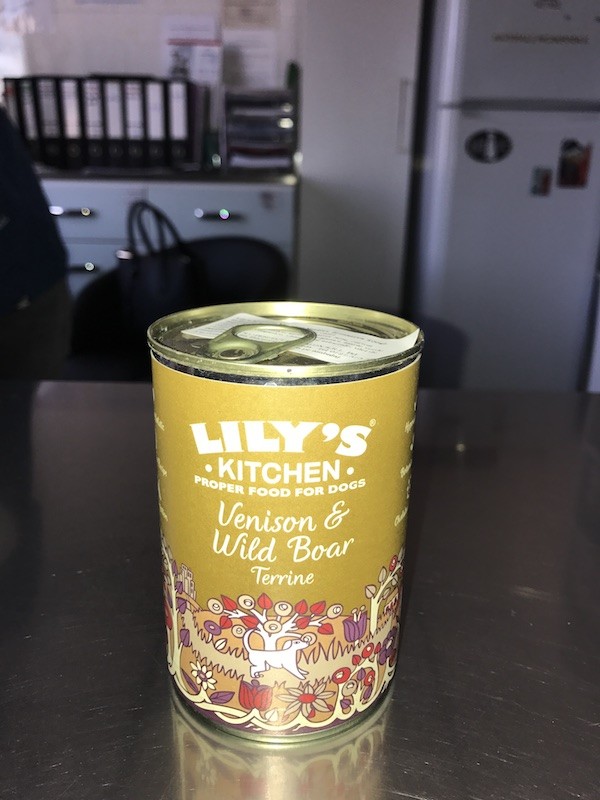 LILY'S®
• KITCHEN •
PROPER FOOD FOR DOGS
Venison &
Wild Boar
Terrine